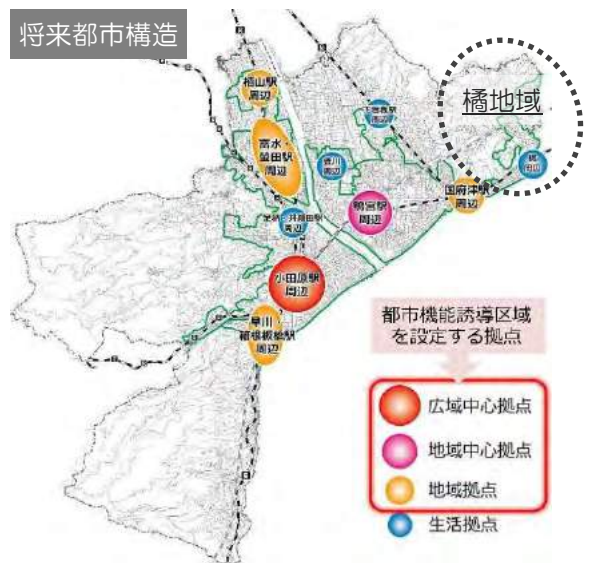 将来都市構造
橘地域
栢山駅
周辺
富水・
螢田駅
周辺
下曽我駅
周辺
豊川
周辺
国府津駅
周辺
鴨宮駅
周辺
足柄・井細田駅
周辺
小田原駅
周辺
早川・
箱根板橋駅
周辺
都市機能誘導区域
を設定する拠点
広域中心拠点
地域中心拠点
地域拠点
生活拠点